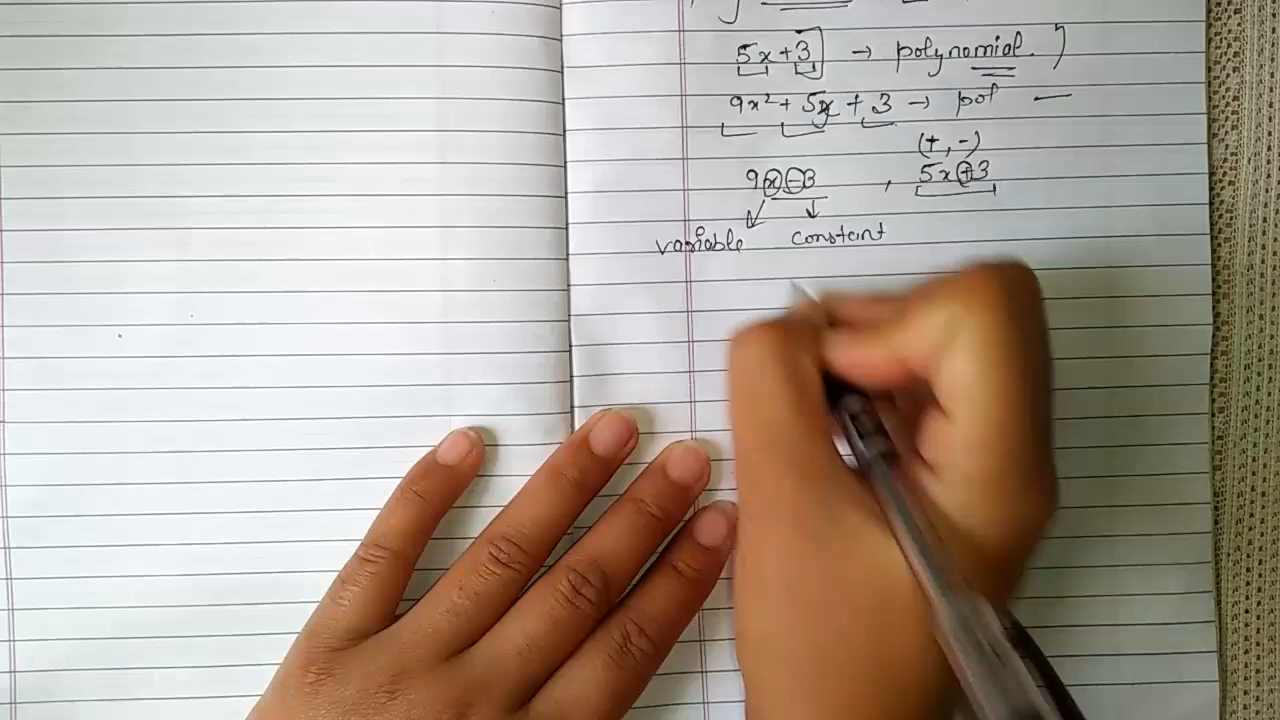 5x+3 → polynomial.
9x²+ 5x + 3 → pol —
(+,-)
9x-3 , 5x+3
variable constant